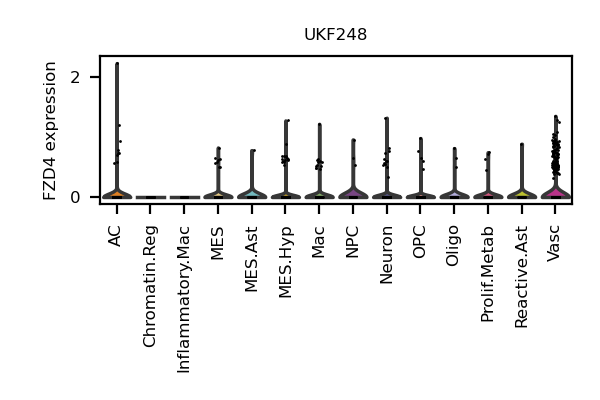 UKF248
FZD4 expression
2
0
AC
Chromatin.Reg
Inflammatory.Mac
MES
MES.Ast
MES.Hyp
Mac
NPC
Neuron
OPC
Oligo
Prolif.Metab
Reactive.Ast
Vasc